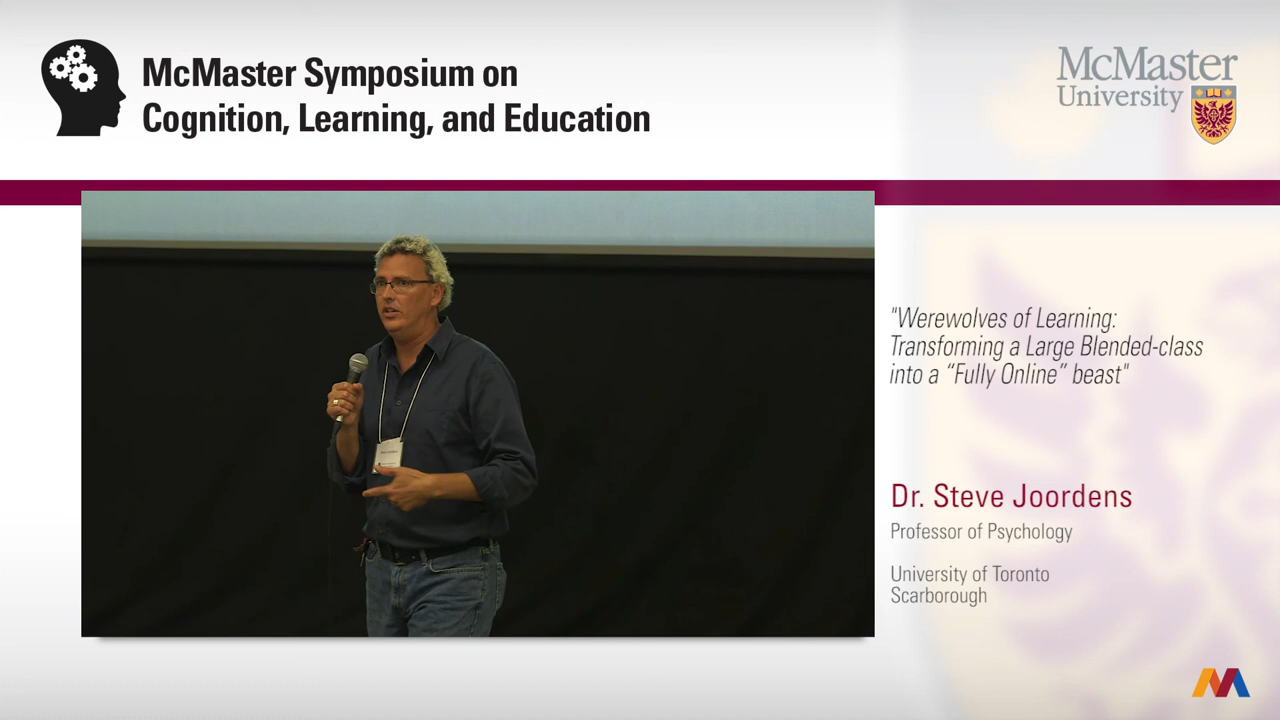 McMaster Symposium on
Cognition, Learning, and Education
McMaster
University
"Werewolves of Learning:
Transforming a Large Blended-class
into a “Fully Online” beast"
Dr. Steve Joordens
Professor of Psychology
University of Toronto
Scarborough